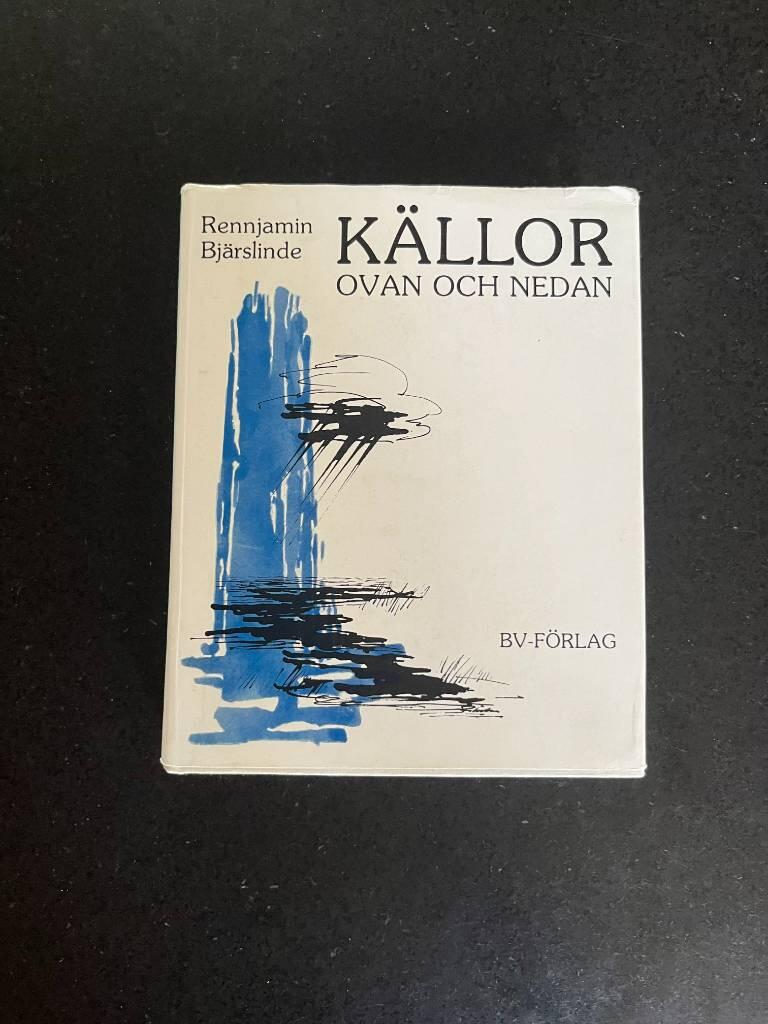 Rennjamin
Bjärslinde
KÄLLOR
OVAN OCH NEDAN
BV-FÖRLAG